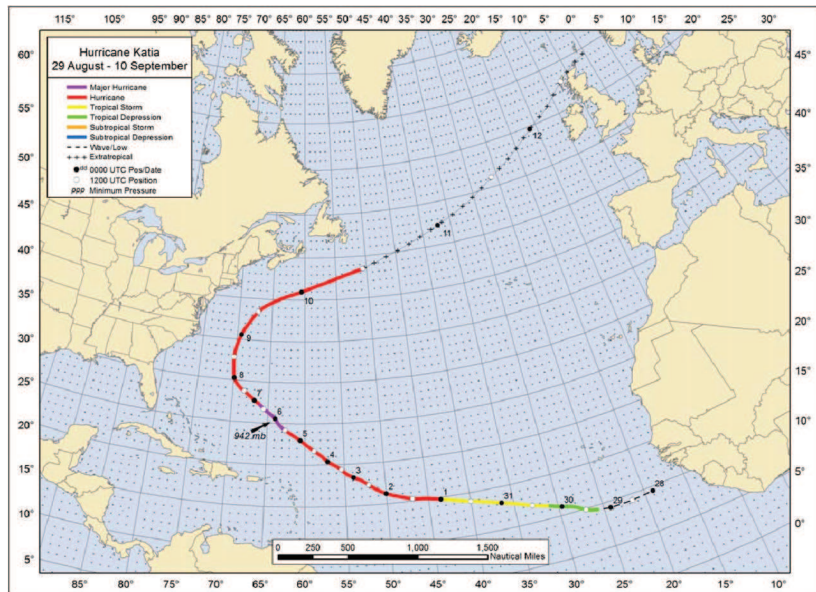 115° 95° 90° 85° 80° 75° 70° 65° 60° 55° 50° 45° 40° 35° 30° 25° 20° 15° 10° 5° 0° 5° 10° 15° 20° 30°
Hurricane Katia
29 August - 10 September
Major Hurricane
Hurricane
Tropical Storm
Tropical Depression
Subtropical Storm
Subtropical Depression
Wave/Low
Extratropical
0000 UTC Pos/Date
1200 UTC Position
PPP Minimum Pressure
60°
55°
50°
45°
40°
35°
30°
25°
20°
15°
10°
5°
45°
40°
35°
30°
25°
20°
15°
10°
5°
0°
12
11
10
9
8
7
6
942 mb
5
4
3
2
1
31
30
29
28
0 250 500 1,000 1,500
Nautical Miles
85° 80° 75° 70° 65° 60° 55° 50° 45° 40° 35° 30° 25° 20° 15° 10°